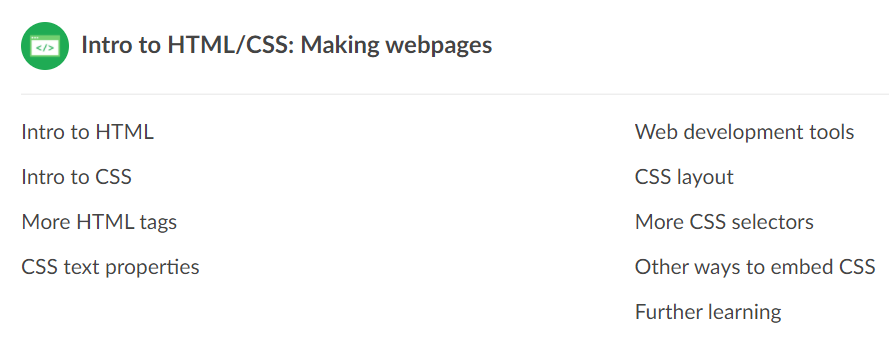 Intro to HTML/CSS: Making webpages
Intro to HTML
Intro to CSS
More HTML tags
CSS text properties
Web development tools
CSS layout
More CSS selectors
Other ways to embed CSS
Further learning